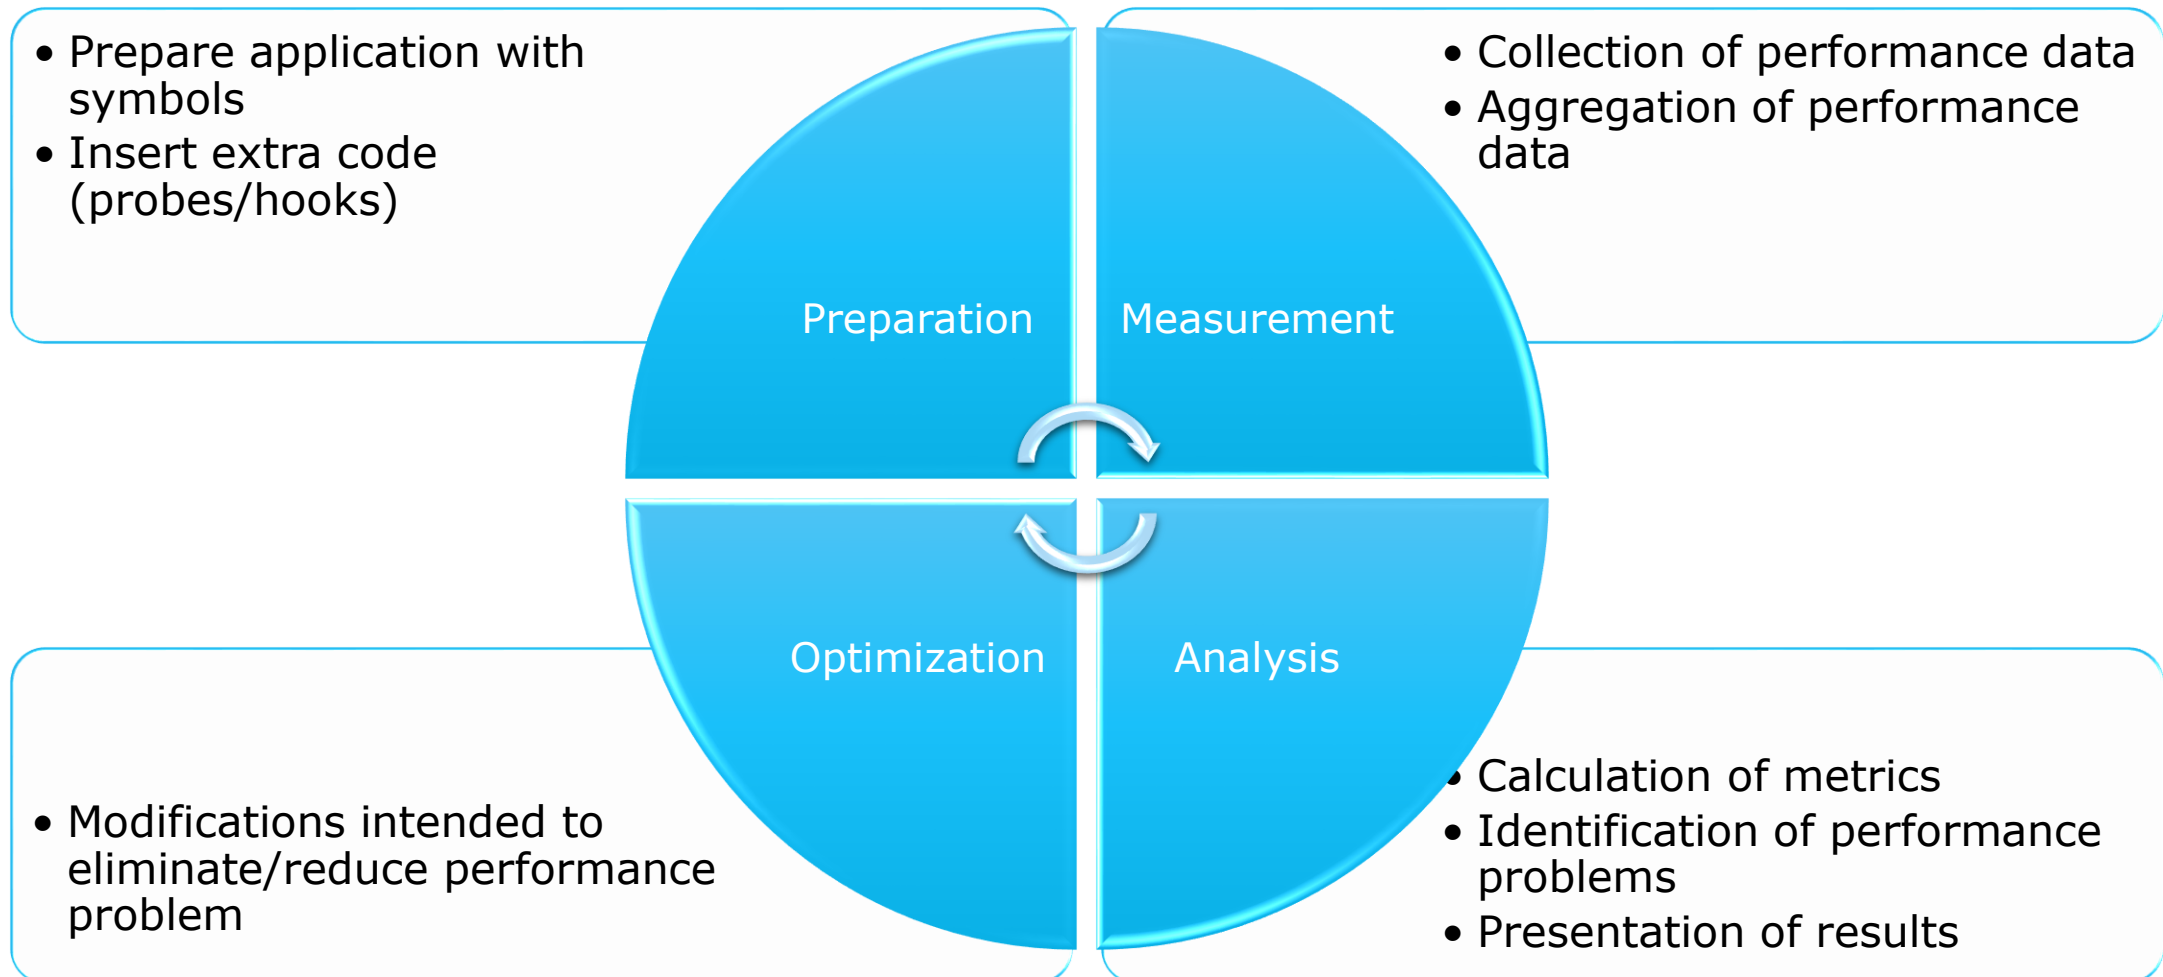 • Prepare application with
symbols
• Insert extra code
(probes/hooks)
• Collection of performance data
• Aggregation of performance
data
Preparation
Measurement
Optimization
Analysis
• Modifications intended to
eliminate/reduce performance
problem
• Calculation of metrics
• Identification of performance
problems
• Presentation of results